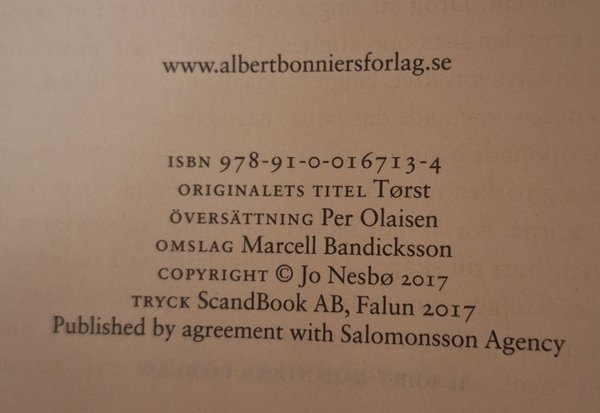 www.albertbonniersforlag.se
ISBN 978-91-0-016713-4
ORIGINALETS TITEL Tørst
ÖVERSÄTTNING Per Olaisen
OMSLAG Marcell Bandicksson
COPYRIGHT © Jo Nesbø 2017
TRYCK ScandBook AB, Falun 2017
Published by agreement with Salomonsson Agency